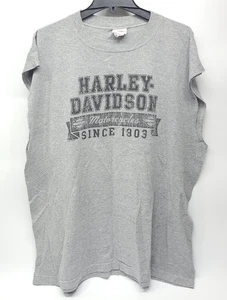 HARLEY-
DAVIDSON
Motorcycles
SINCE 1903